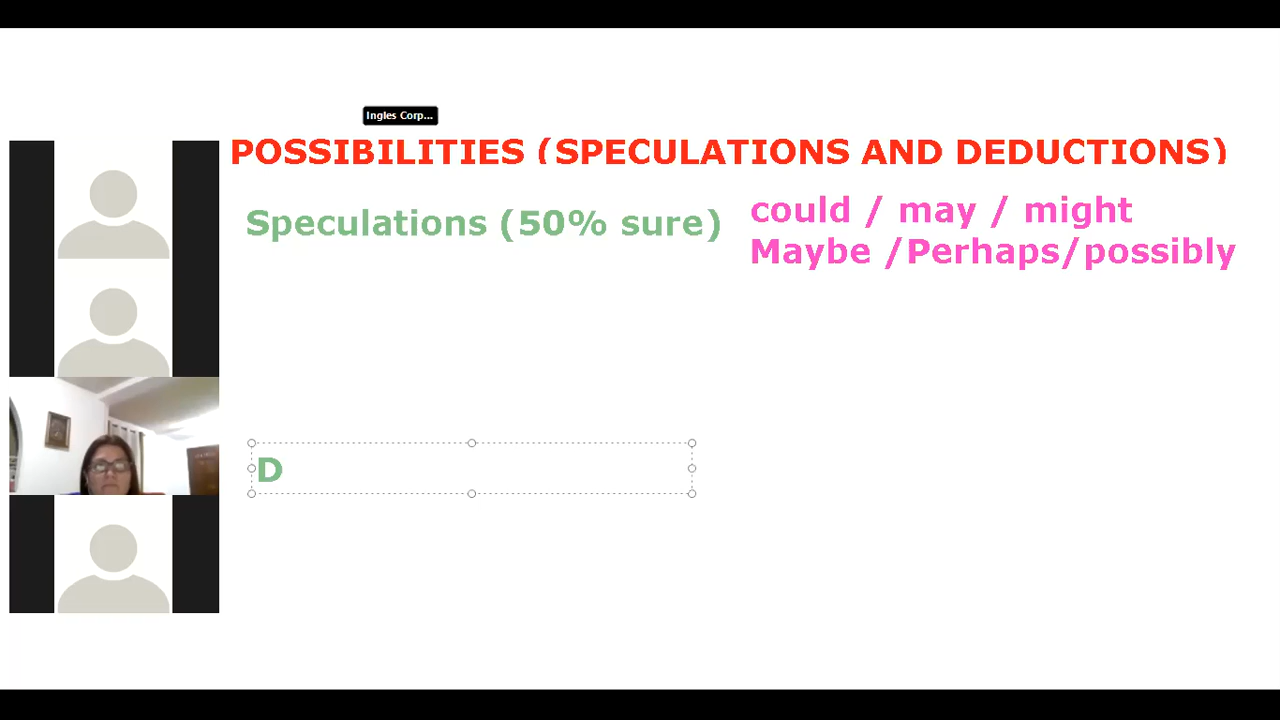 Ingles Corp...
POSSIBILITIES (SPECULATIONS AND DEDUCTIONS)
Speculations (50% sure)
could / may / might
Maybe /Perhaps/possibly
D